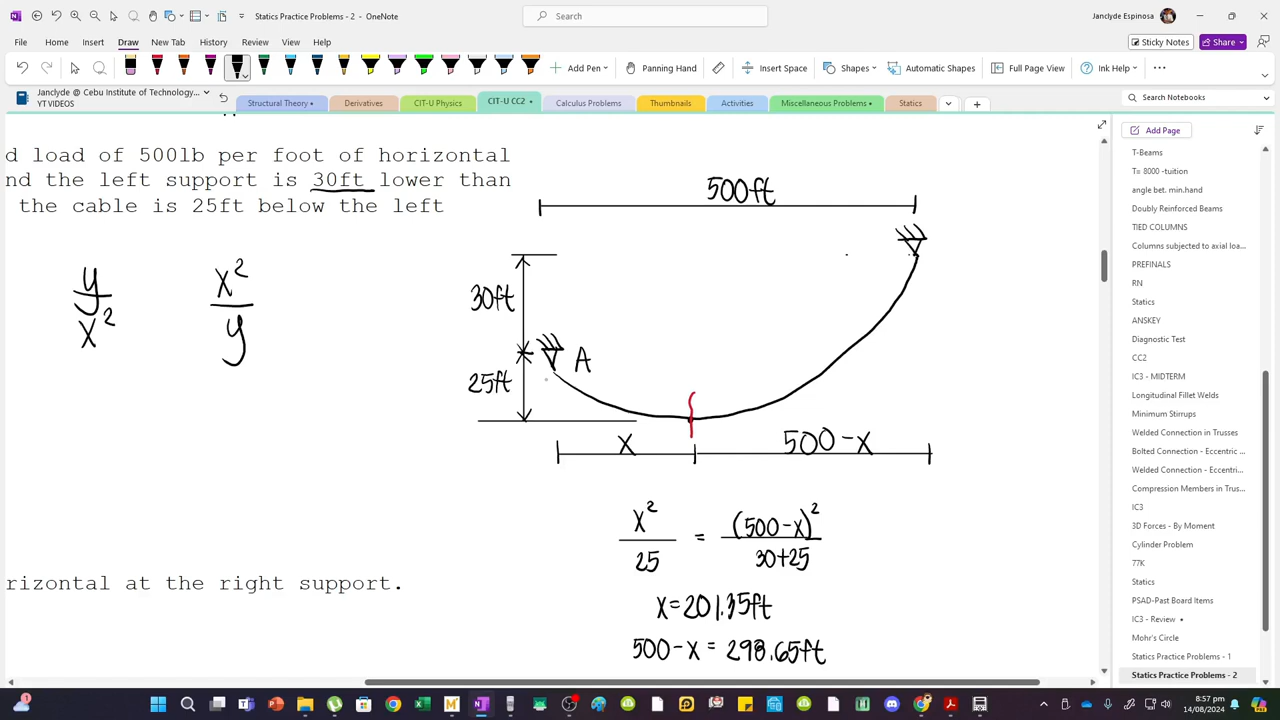 Statics Practice Problems - 2 - OneNote
Search
Janclyde Espinosa
File Home Insert Draw New Tab History Review View Help
Sticky Notes
Share
Add Pen
Panning Hand
Insert Space
Shapes
Automatic Shapes
Full Page View
Ink Help
Janclyde @ Cebu Institute of Technology...
YT VIDEOS
Structural Theory
Derivatives
CIT-U Physics
CIT-U CC2
Calculus Problems
Thumbnails
Activities
Miscellaneous Problems
Statics
Search Notebooks
d load of 500lb per foot of horizontal
nd the left support is 30ft lower than
the cable is 25ft below the left
y/x²
x²/y
500ft
30ft
25ft
A
x
500-x
x²/25 = (500-x)²/30+25
x=201.35ft
500-x = 298.65ft
rizontal at the right support.
Add Page
T-Beams
T= 8000 -tuition
angle bet. min.hand
Doubly Reinforced Beams
TIED COLUMNS
Columns subjected to axial loa...
PREFINALS
RN
Statics
ANSKEY
Diagnostic Test
CC2
IC3 - MIDTERM
Longitudinal Fillet Welds
Minimum Stirrups
Welded Connection in Trusses
Bolted Connection - Eccentric ...
Welded Connection - Eccentri...
Compression Members in Trus...
IC3
3D Forces - By Moment
Cylinder Problem
77K
Statics
PSAD-Past Board Items
IC3 - Review
Mohr's Circle
Statics Practice Problems - 1
Statics Practice Problems - 2
8:57 pm
14/08/2024